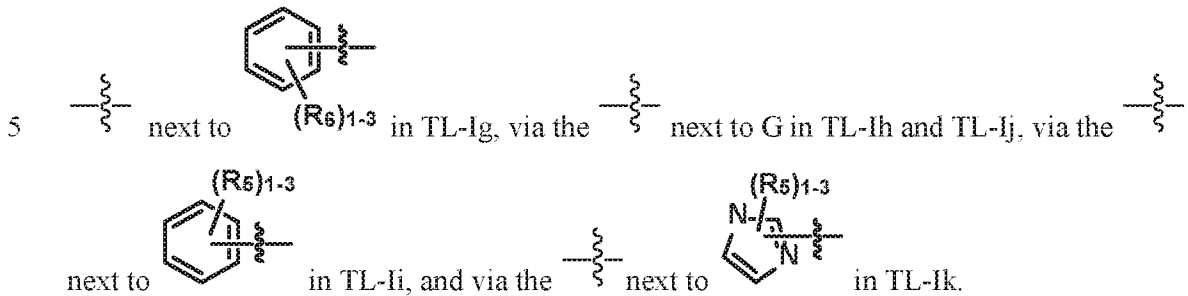 (R6)1-3
5 next to in TL-Ig, via the next to G in TL-Ih and TL-Ij, via the
(R5)1-3 (R5)1-3
N N
next to in TL-Ii, and via the next to in TL-Ik.